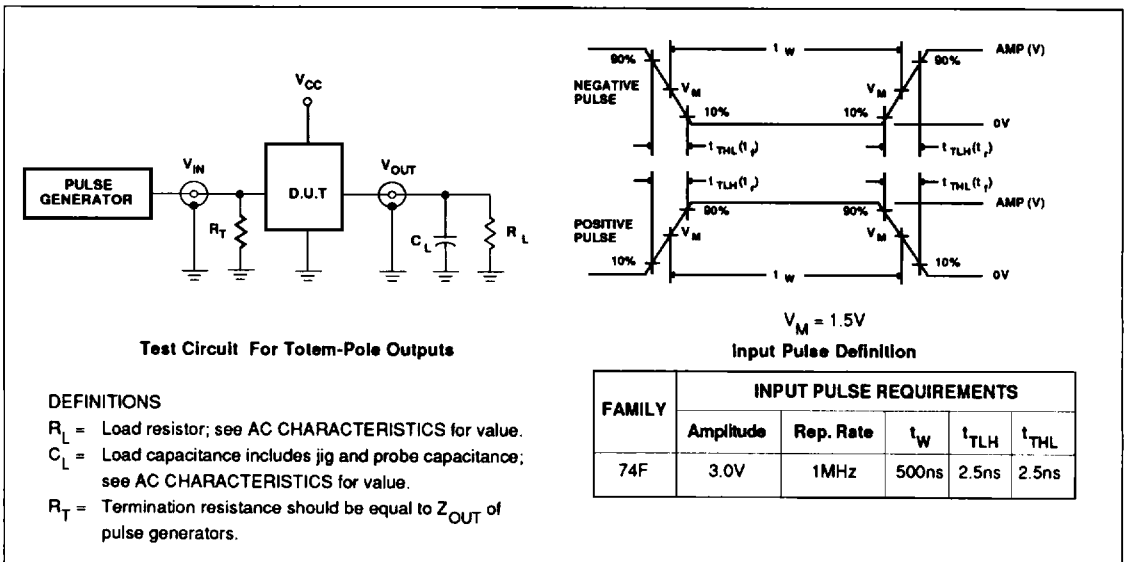 PULSE
GENERATOR
V_IN
R_T
V_CC
D.U.T
V_OUT
C_L
R_L
Test Circuit For Totem-Pole Outputs
NEGATIVE
PULSE
90%
t_W
90%
AMP (V)
V_M
V_M
10%
10%
0V
t_THL(t_f)
t_TLH(t_r)
t_TLH(t_r)
t_THL(t_f)
POSITIVE
PULSE
90%
90%
AMP (V)
V_M
V_M
10%
t_W
10%
0V
V_M = 1.5V
Input Pulse Definition
DEFINITIONS
R_L = Load resistor; see AC CHARACTERISTICS for value.
C_L = Load capacitance includes jig and probe capacitance;
see AC CHARACTERISTICS for value.
R_T = Termination resistance should be equal to Z_OUT of
pulse generators.
FAMILY INPUT PULSE REQUIREMENTS
Amplitude Rep. Rate t_W t_TLH t_THL
74F 3.0V 1MHz 500ns 2.5ns 2.5ns